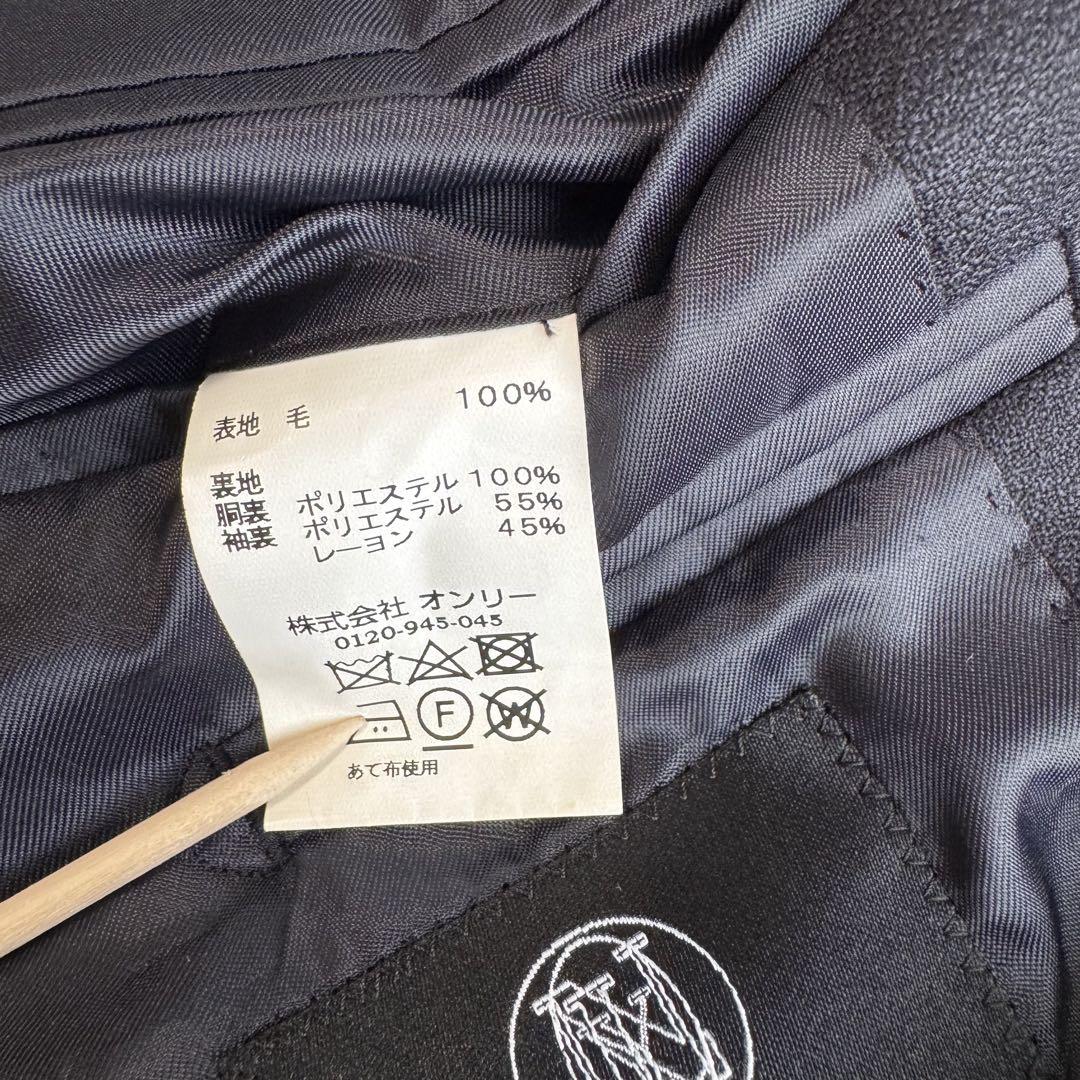 表地 毛 100%
裏地
胴裏 ポリエステル 100%
袖裏 ポリエステル 55%
レーヨン 45%
株式会社 オンリー
0120-945-045
F W
あて布使用